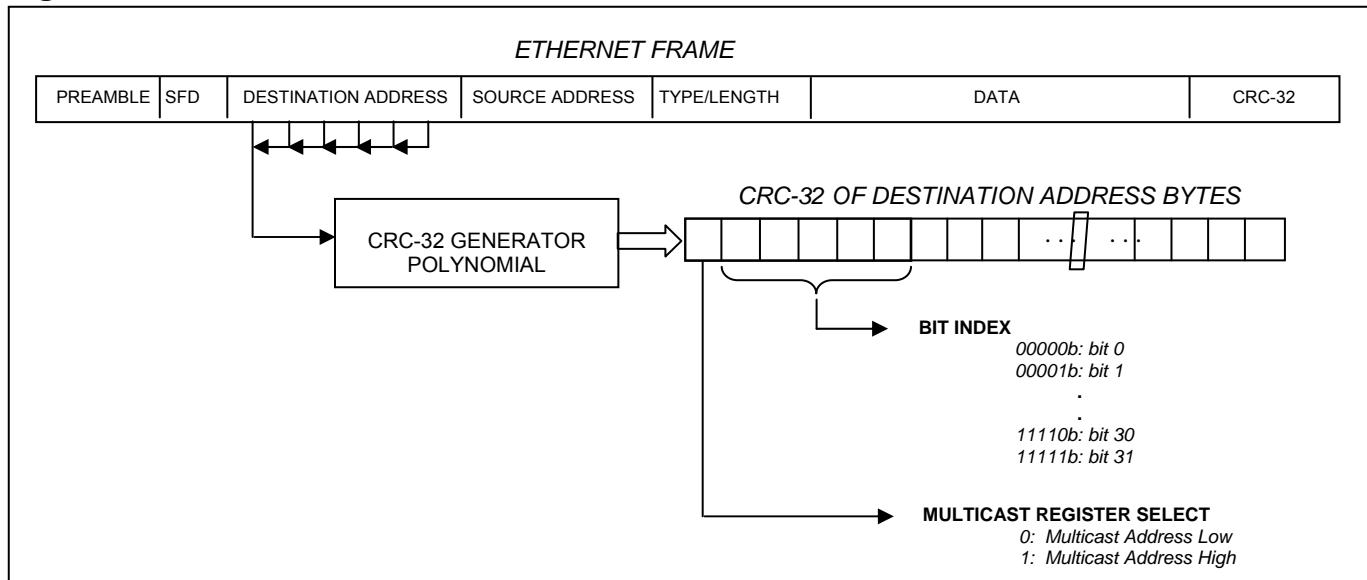 ETHERNET FRAME
PREAMBLE SFD DESTINATION ADDRESS SOURCE ADDRESS TYPE/LENGTH DATA CRC-32
CRC-32 OF DESTINATION ADDRESS BYTES
CRC-32 GENERATOR
POLYNOMIAL
. . . . . .
BIT INDEX
00000b: bit 0
00001b: bit 1
.
.
11110b: bit 30
11111b: bit 31
MULTICAST REGISTER SELECT
0: Multicast Address Low
1: Multicast Address High